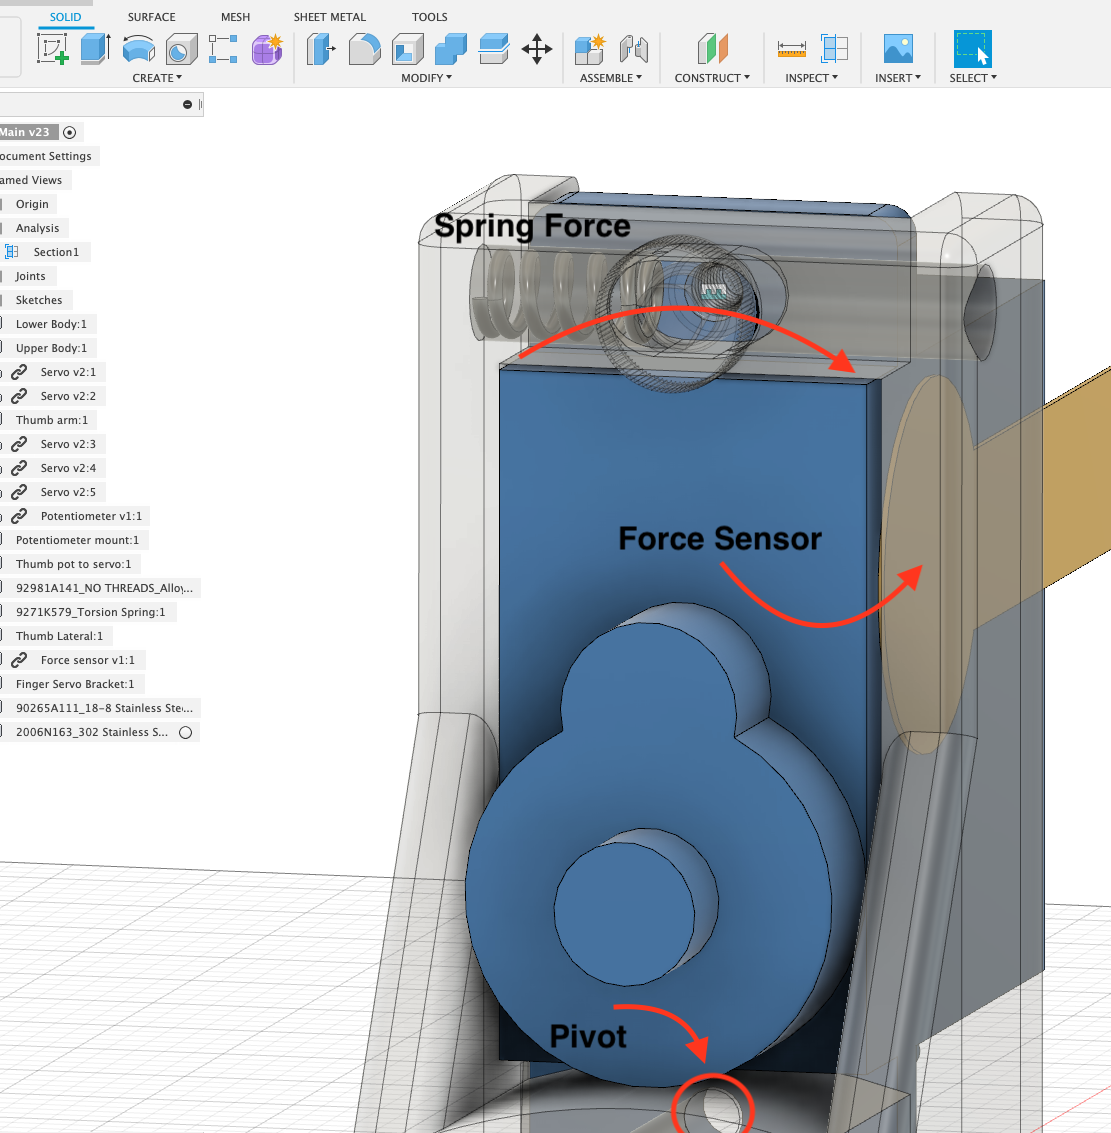 SOLID SURFACE MESH SHEET METAL TOOLS
CREATE MODIFY ASSEMBLE CONSTRUCT INSPECT INSERT SELECT
Main v23
ocument Settings
amed Views
Origin
Analysis
Section1
Joints
Sketches
Lower Body:1
Upper Body:1
Servo v2:1
Servo v2:2
Thumb arm:1
Servo v2:3
Servo v2:4
Servo v2:5
Potentiometer v1:1
Potentiometer mount:1
Thumb pot to servo:1
92981A141_NO THREADS_Alloy...
9271K579_Torsion Spring:1
Thumb Lateral:1
Force sensor v1:1
Finger Servo Bracket:1
90265A111_18-8 Stainless Ste...
2006N163_302 Stainless S...
Spring Force
Force Sensor
Pivot